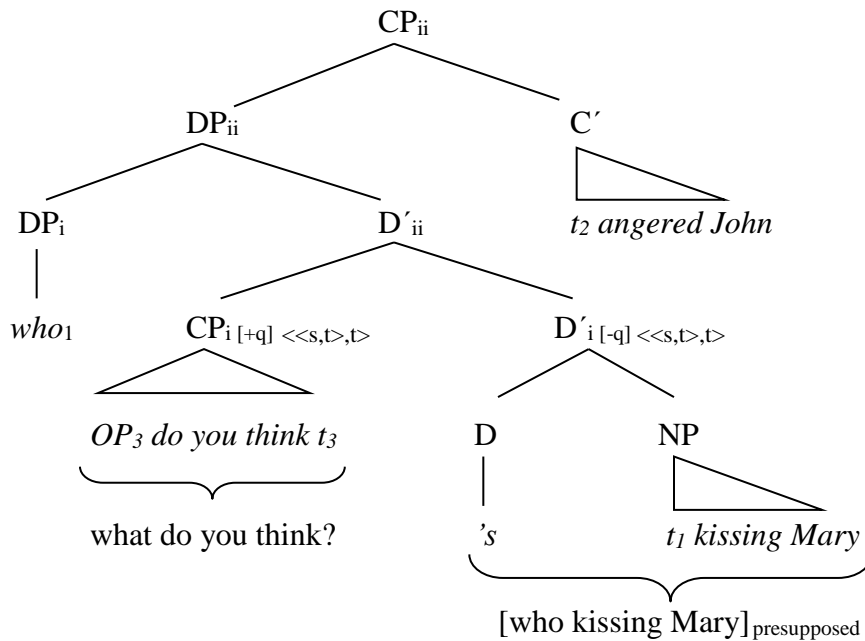 CPii
DPii C′
DPi D′ii t2 angered John
who1 CPi [+q] <<s,t>,t> D′i [-q] <<s,t>,t>
OP3 do you think t3 D NP
what do you think? ’s t1 kissing Mary
[who kissing Mary]presupposed